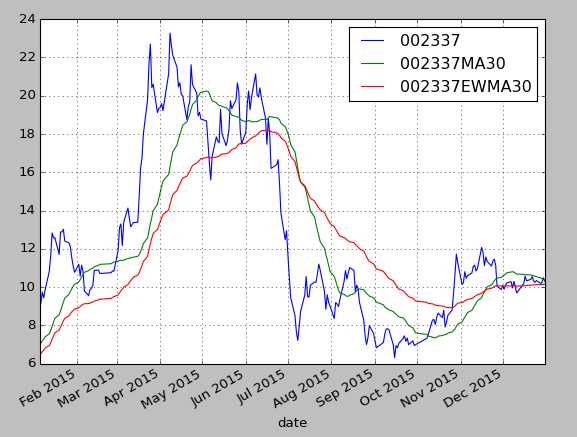 24
22
20
18
16
14
12
10
8
6
002337
002337MA30
002337EWMA30
Feb 2015
Mar 2015
Apr 2015
May 2015
Jun 2015
Jul 2015
Aug 2015
Sep 2015
Oct 2015
Nov 2015
Dec 2015
date